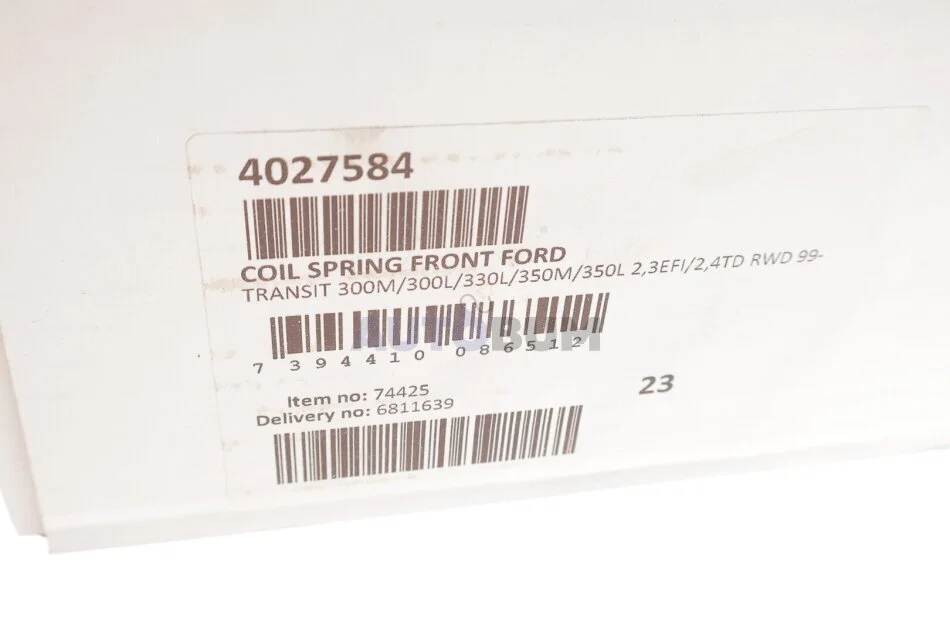 4027584
COIL SPRING FRONT FORD
TRANSIT 300M/300L/330L/350M/350L 2,3EFI/2,4TD RWD 99-
AUTOBUM
7 394410 086512
Item no: 74425
Delivery no: 6811639
23